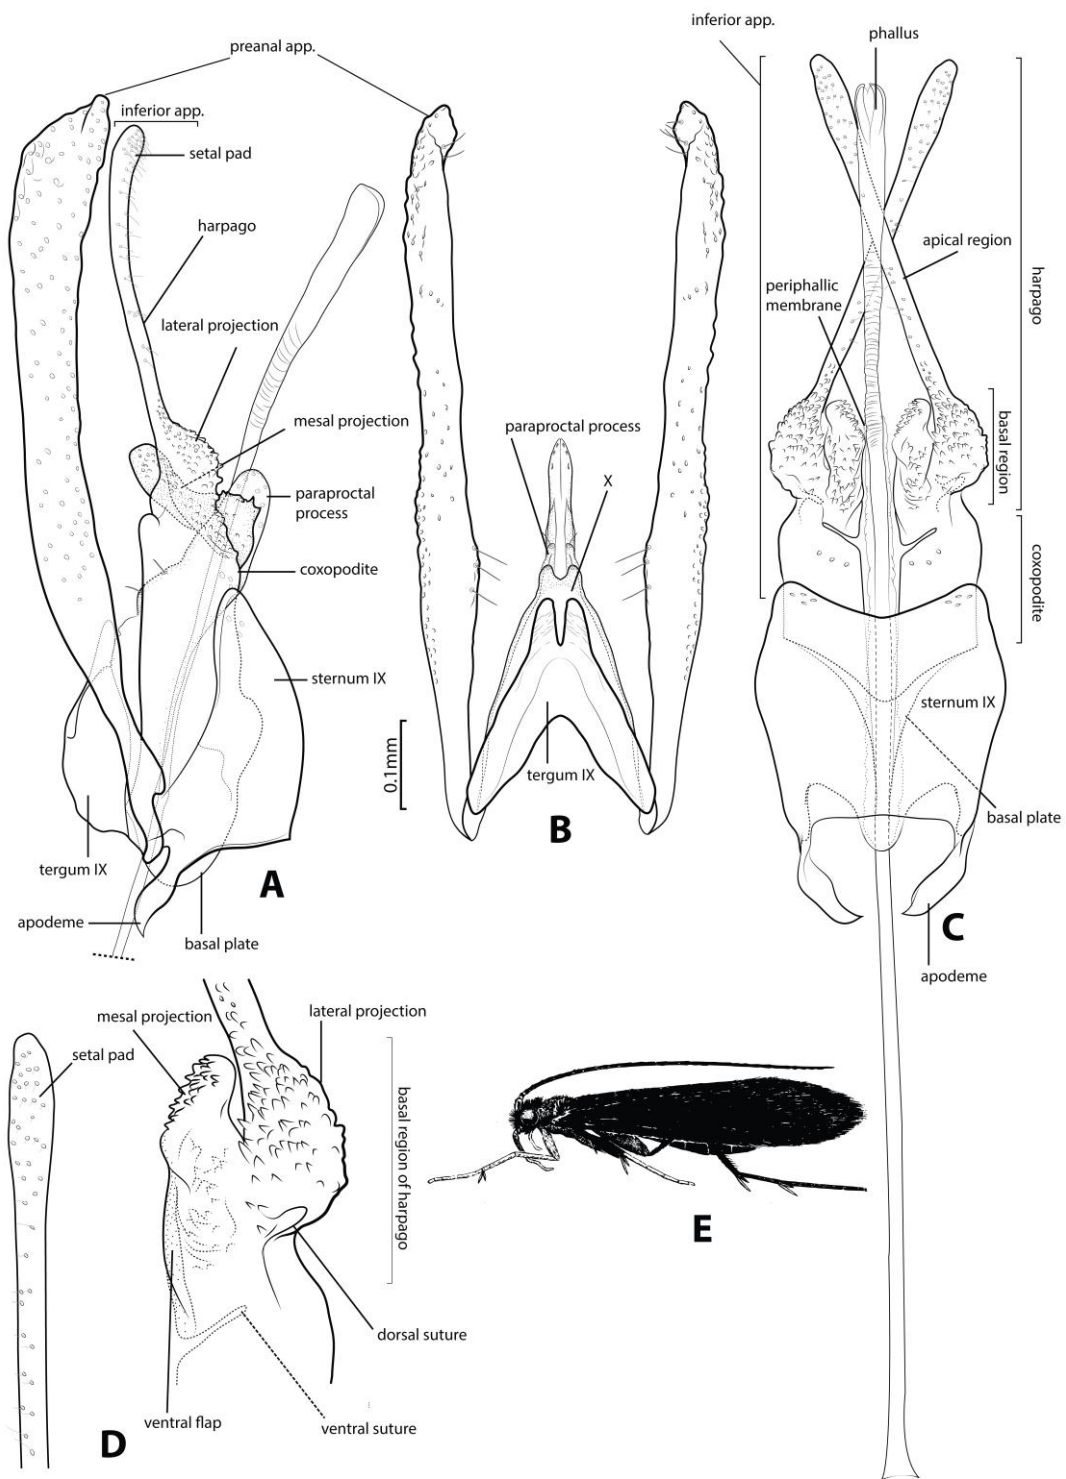 preanal app.
inferior app.
setal pad
harpago
lateral projection
mesal projection
paraproctal
process
coxopodite
sternum IX
tergum IX
apodeme
basal plate
A
paraproctal process
X
tergum IX
0.1mm
B
inferior app.
phallus
apical region
periphallic
membrane
harpago
basal region
coxopodite
sternum IX
basal plate
apodeme
C
mesal projection
lateral projection
setal pad
basal region of harpago
dorsal suture
ventral flap
ventral suture
D
E